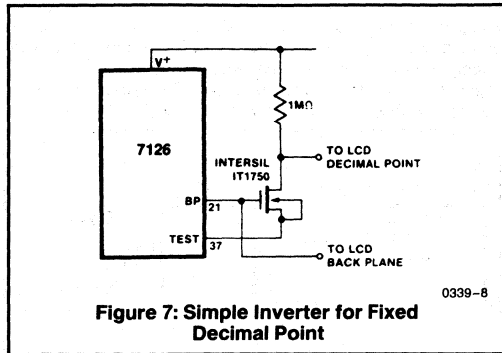 V+
1MΩ
7126
TO LCD
DECIMAL POINT
INTERSIL
IT1750
BP
21
TEST
37
TO LCD
BACK PLANE
0339-8
Figure 7: Simple Inverter for Fixed
Decimal Point